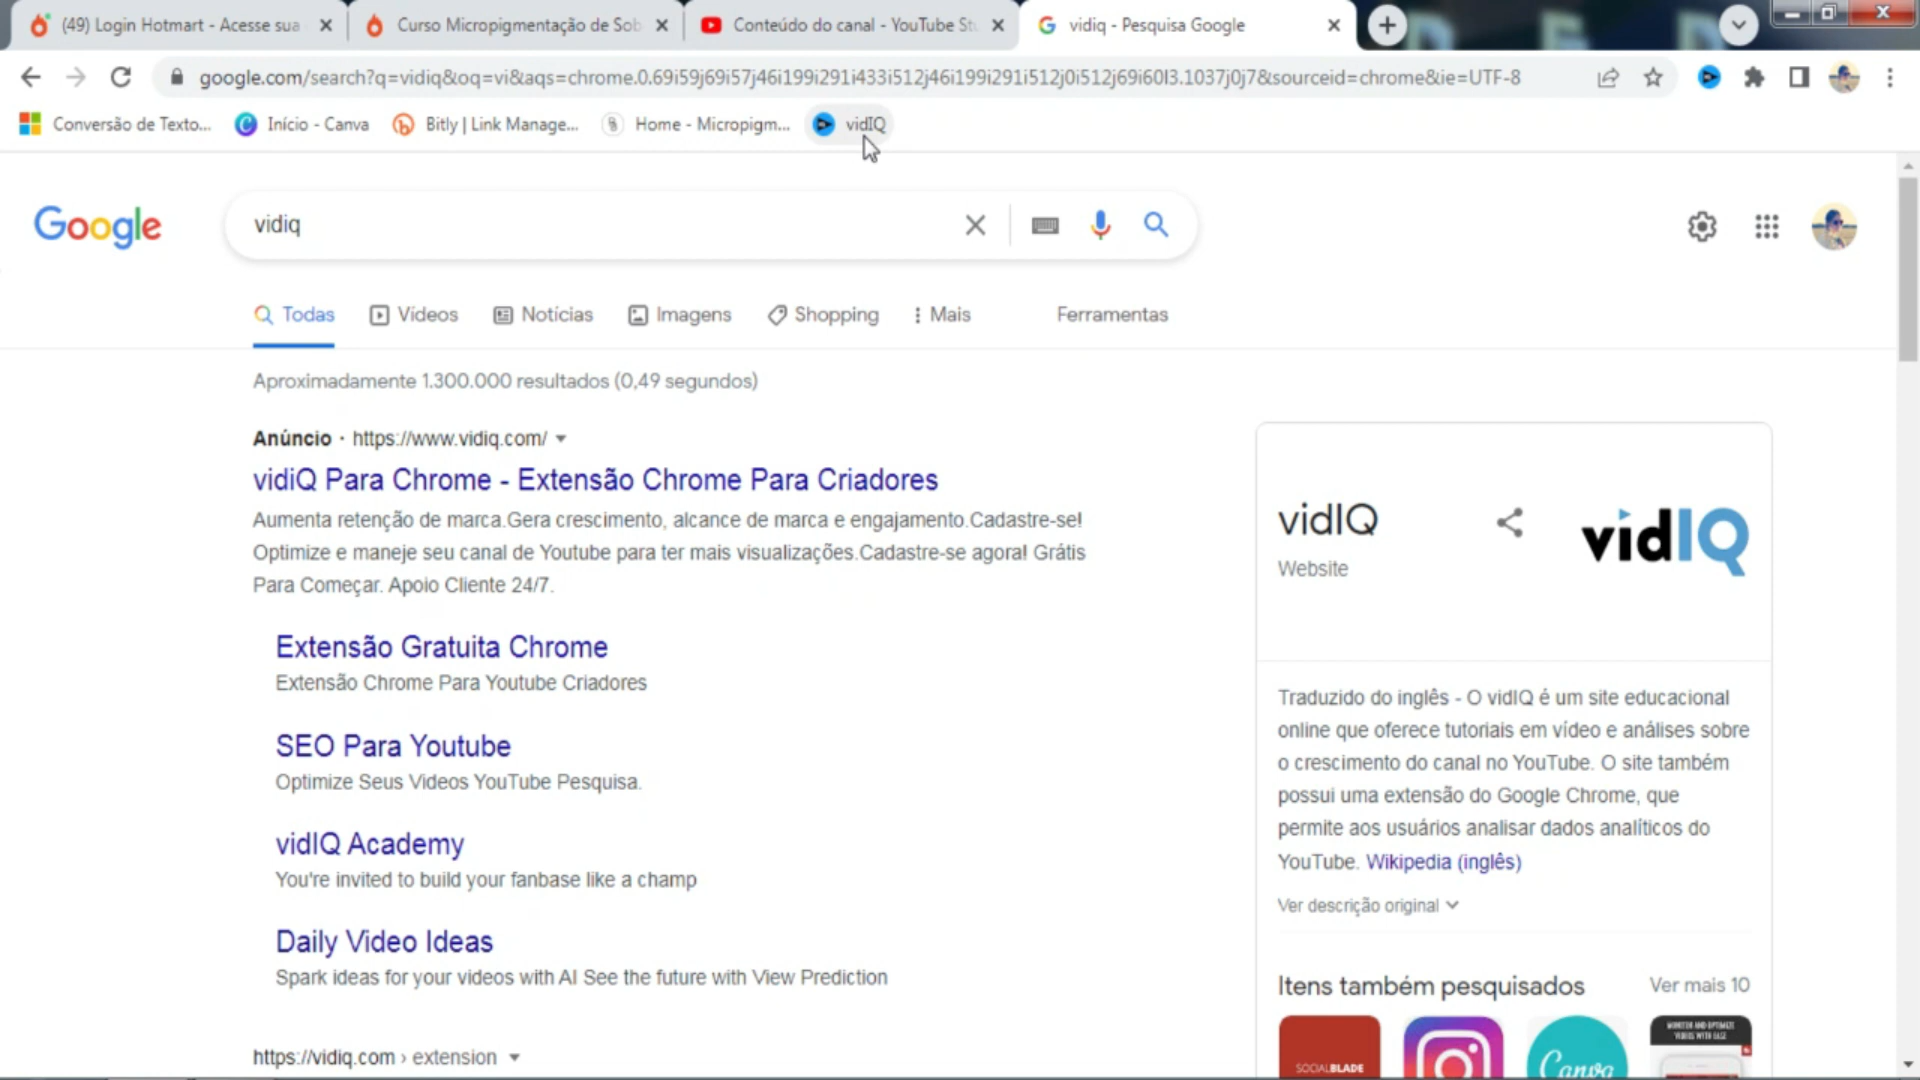 (49) Login Hotmart - Acesse sua
Curso Micropigmentação de Sob
Conteúdo do canal - YouTube Stu
vidiq - Pesquisa Google
google.com/search?q=vidiq&oq=vi&aqs=chrome.0.69i59j69i57j46i199i291i433i512j46i199i291i512j0i512j69i60l3.1037j0j7&sourceid=chrome&ie=UTF-8
Conversão de Texto...
Início - Canva
Bitly | Link Manage...
Home - Micropigm...
vidIQ
Google
vidiq
Todas
Vídeos
Notícias
Imagens
Shopping
Mais
Ferramentas
Aproximadamente 1.300.000 resultados (0,49 segundos)
Anúncio · https://www.vidiq.com/
vidiQ Para Chrome - Extensão Chrome Para Criadores
Aumenta retenção de marca.Gera crescimento, alcance de marca e engajamento.Cadastre-se!
Optimize e maneje seu canal de Youtube para ter mais visualizações.Cadastre-se agora! Grátis
Para Começar. Apoio Cliente 24/7.
Extensão Gratuita Chrome
Extensão Chrome Para Youtube Criadores
SEO Para Youtube
Optimize Seus Videos YouTube Pesquisa.
vidIQ Academy
You're invited to build your fanbase like a champ
Daily Video Ideas
Spark ideas for your videos with AI See the future with View Prediction
https://vidiq.com › extension
vidIQ
Website
vidIQ
Traduzido do inglês - O vidIQ é um site educacional
online que oferece tutoriais em vídeo e análises sobre
o crescimento do canal no YouTube. O site também
possui uma extensão do Google Chrome, que
permite aos usuários analisar dados analíticos do
YouTube. Wikipedia (inglês)
Ver descrição original
Itens também pesquisados
Ver mais 10
SOCIALBLADE
Canva
MONITOR AND OPTIMIZE
VIDEOS WITH EASE